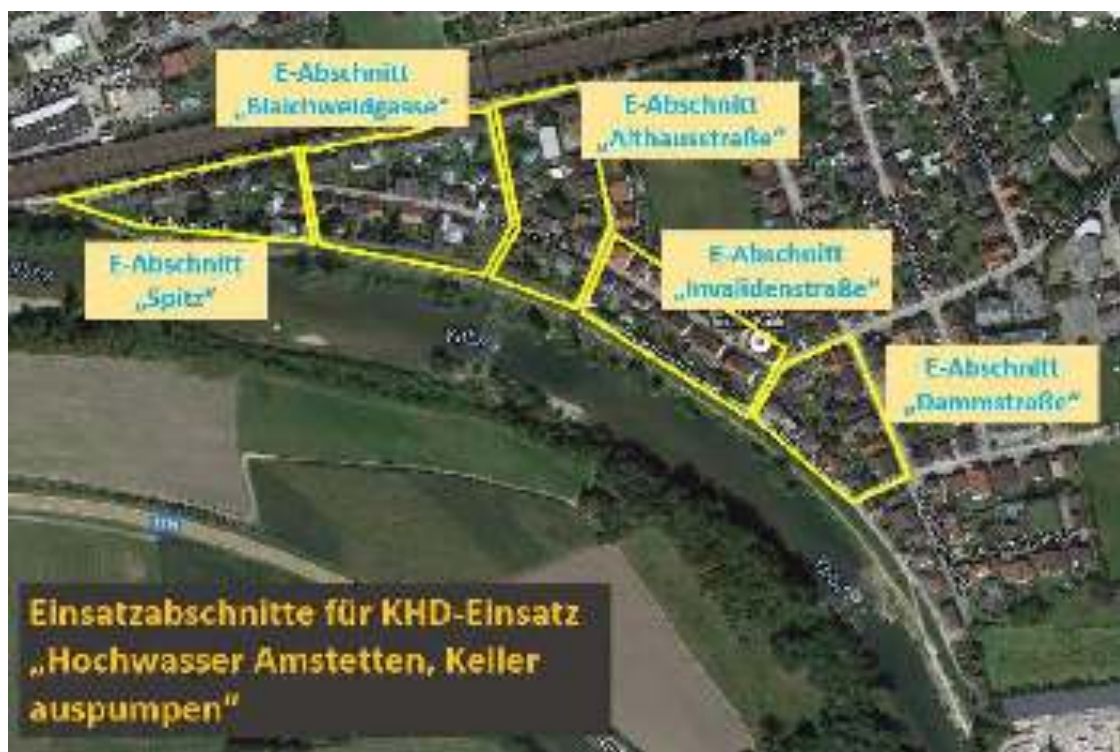 E-Abschnitt
„Blaichweidgasse“
E-Abschnitt
„Althausstraße“
E-Abschnitt
„Spitz“
E-Abschnitt
„Invalidenstraße“
E-Abschnitt
„Dammstraße“
Einsatzabschnitte für KHD-Einsatz
„Hochwasser Amstetten, Keller
auspumpen“